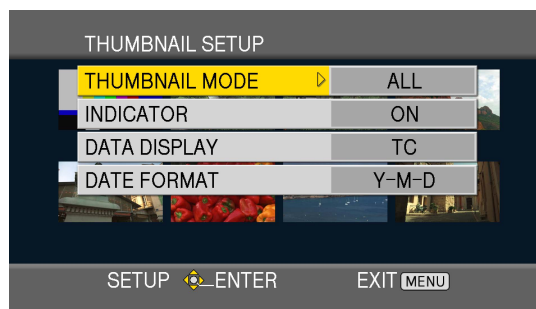 THUMBNAIL SETUP
THUMBNAIL MODE ALL
INDICATOR ON
DATA DISPLAY TC
DATE FORMAT Y-M-D
SETUP ENTER EXIT MENU